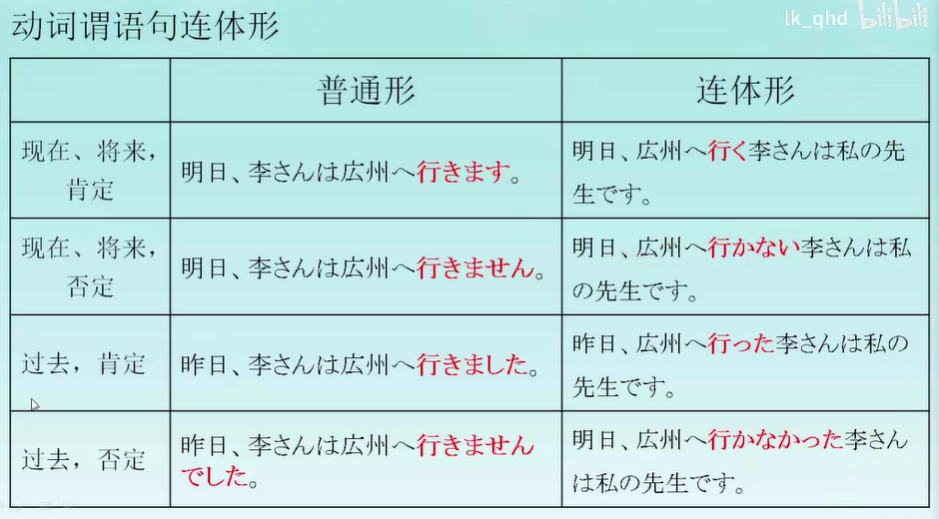 动词谓语句连体形
lk_qhd bilibili
普通形
连体形
现在、将来，
肯定
明日、李さんは広州へ行きます。
明日、広州へ行く李さんは私の先
生です。
现在、将来，
否定
明日、李さんは広州へ行きません。
明日、広州へ行かない李さんは私
の先生です。
过去，肯定
昨日、李さんは広州へ行きました。
昨日、広州へ行った李さんは私の
先生です。
过去，否定
昨日、李さんは広州へ行きません
でした。
明日、広州へ行かなかった李さん
は私の先生です。